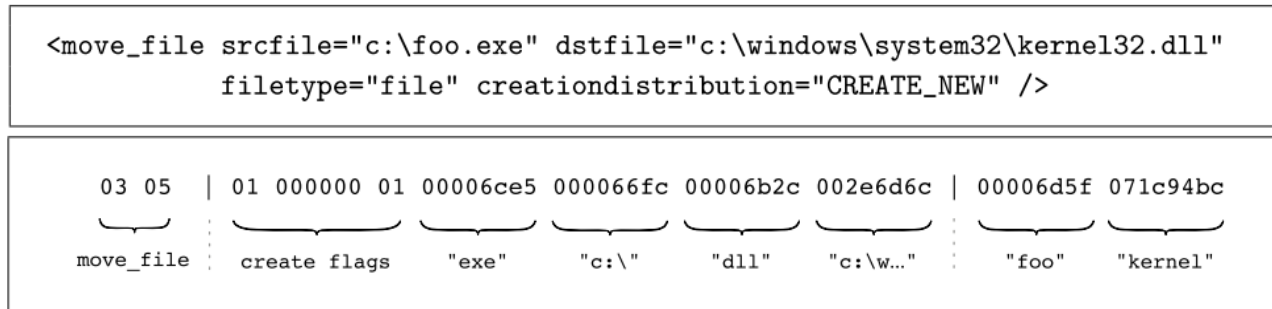 <move_file srcfile="c:\foo.exe" dstfile="c:\windows\system32\kernel32.dll"
filetype="file" creationdistribution="CREATE_NEW" />
03 05 | 01 000000 01 00006ce5 000066fc 00006b2c 002e6d6c | 00006d5f 071c94bc
move_file create flags "exe" "c:\" "dll" "c:\w..." "foo" "kernel"